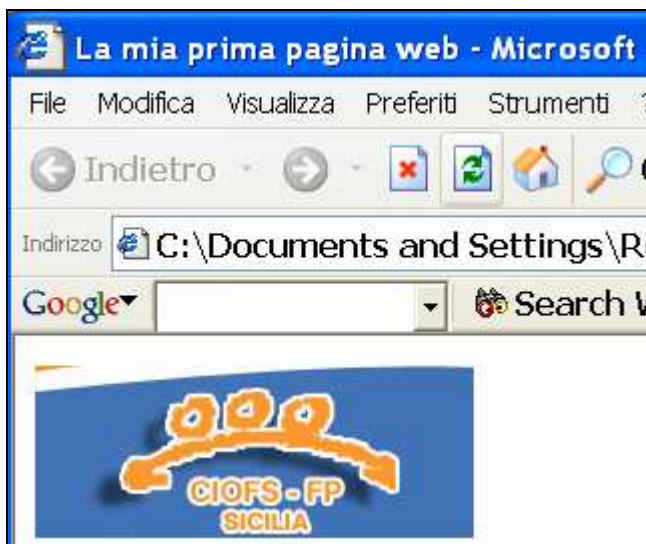 La mia prima pagina web - Microsoft
File Modifica Visualizza Preferiti Strumenti
Indietro
Indirizzo C:\Documents and Settings\R
Google Search
CIOFS - FP
SICILIA